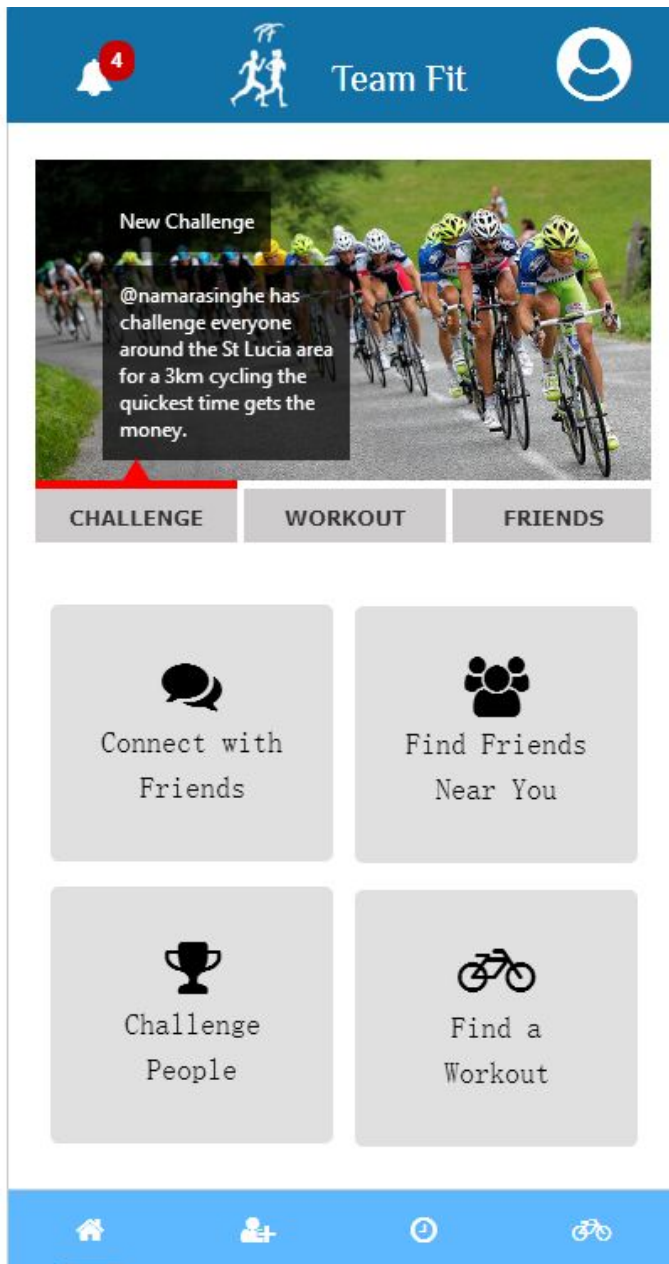 4
TF
Team Fit
New Challenge
@namarasinghe has
challenge everyone
around the St Lucia area
for a 3km cycling the
quickest time gets the
money.
CHALLENGE
WORKOUT
FRIENDS
Connect with
Friends
Find Friends
Near You
Challenge
People
Find a
Workout